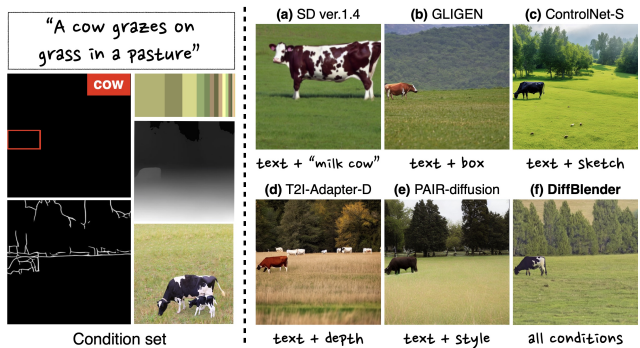 “A cow grazes on
grass in a pasture”
cow
Condition set
(a) SD ver.1.4
(b) GLIGEN
(c) ControlNet-S
text + “milk cow”
text + box
text + sketch
(d) T2I-Adapter-D
(e) PAIR-diffusion
(f) DiffBlender
text + depth
text + style
all conditions